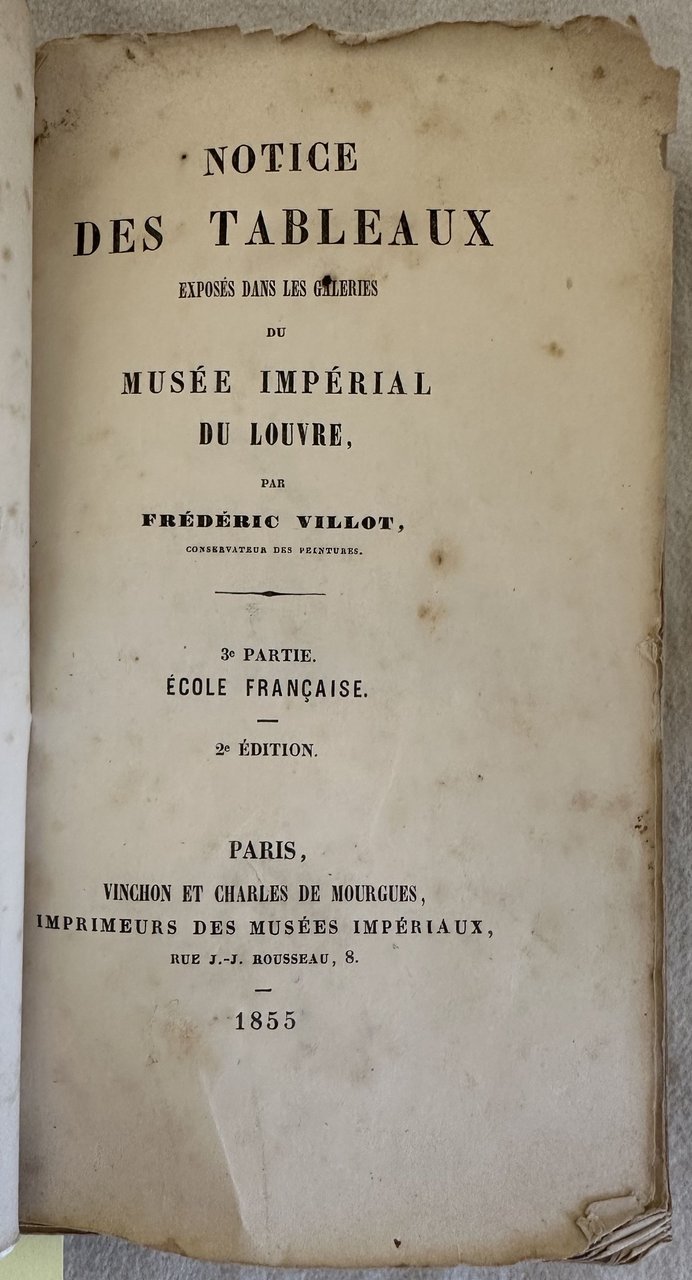 NOTICE
DES TABLEAUX
EXPOSÉS DANS LES GALERIES
DU
MUSÉE IMPÉRIAL
DU LOUVRE,
PAR
FRÉDÉRIC VILLOT,
CONSERVATEUR DES PEINTURES.
3e PARTIE.
ÉCOLE FRANÇAISE.
2e ÉDITION.
PARIS,
VINCHON ET CHARLES DE MOURGUES,
IMPRIMEURS DES MUSÉES IMPÉRIAUX,
RUE J.-J. ROUSSEAU, 8.
1855